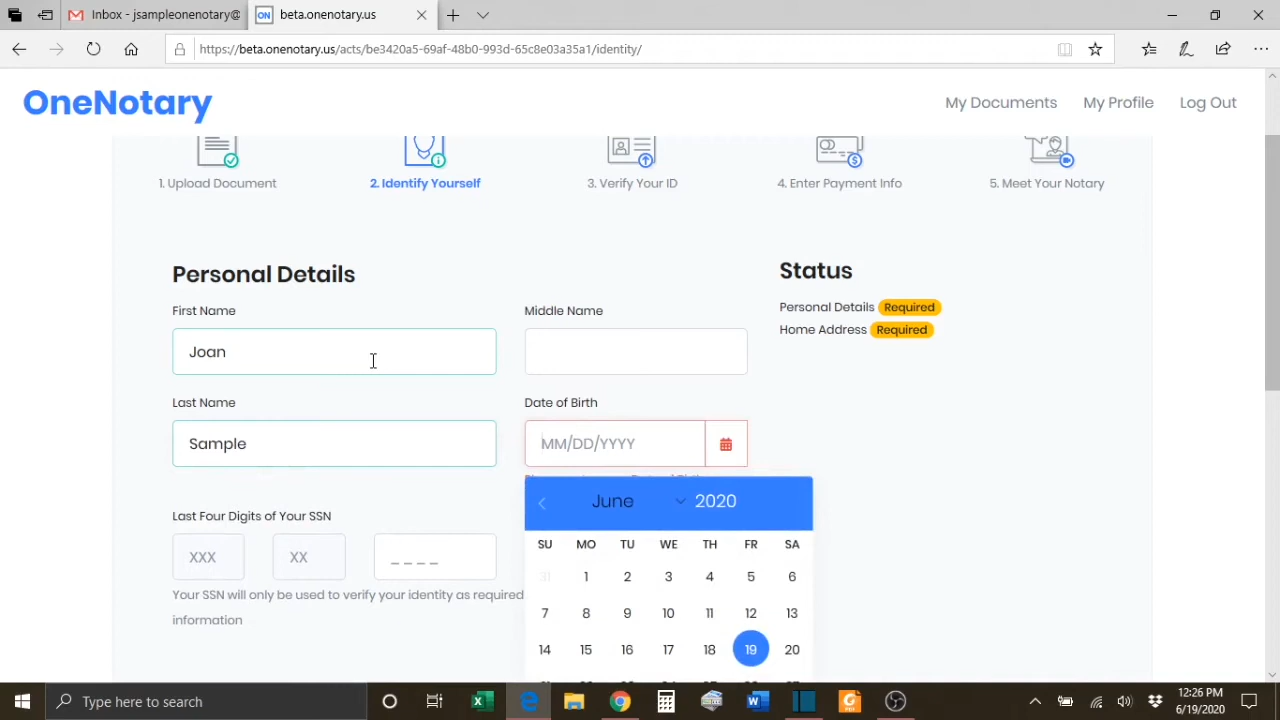 Inbox - jsampleonenotary@
ON beta.onenotary.us
https://beta.onenotary.us/acts/be3420a5-69af-48b0-993d-65c8e03a35a1/identity/
OneNotary
My Documents My Profile Log Out
1. Upload Document 2. Identify Yourself 3. Verify Your ID 4. Enter Payment Info 5. Meet Your Notary
Personal Details
Status
First Name Middle Name
Personal Details Required
Home Address Required
Joan
Last Name Date of Birth
Sample MM/DD/YYYY
June 2020
Last Four Digits of Your SSN
SU MO TU WE TH FR SA
XXX XX _ _ _ _
31 1 2 3 4 5 6
Your SSN will only be used to verify your identity as required
information
7 8 9 10 11 12 13
14 15 16 17 18 19 20
Type here to search
12:26 PM
6/19/2020